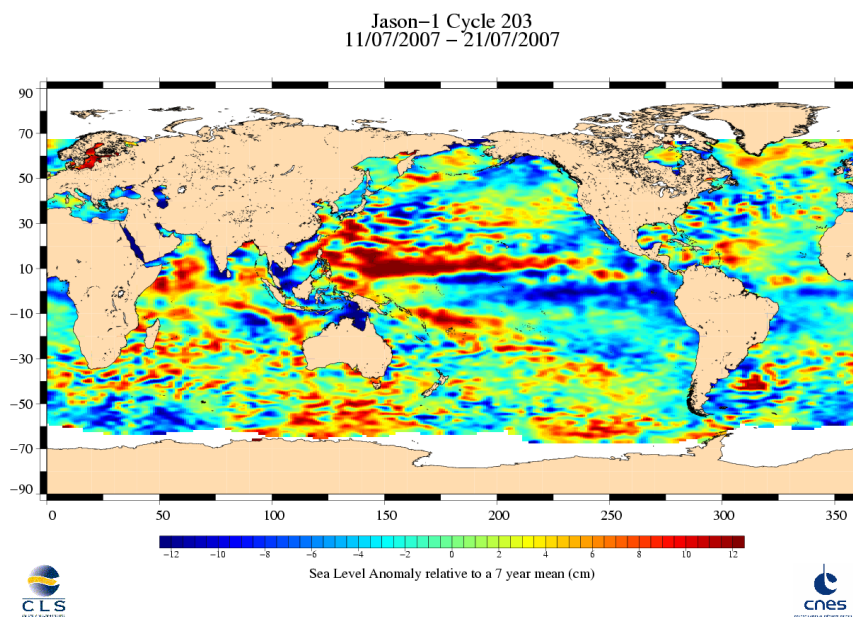 Jason−1 Cycle 203
11/07/2007 − 21/07/2007
90
70
50
30
10
−10
−30
−50
−70
−90
0 50 100 150 200 250 300 350
−12 −10 −8 −6 −4 −2 0 2 4 6 8 10 12
Sea Level Anomaly relative to a 7 year mean (cm)
CLS
cnes